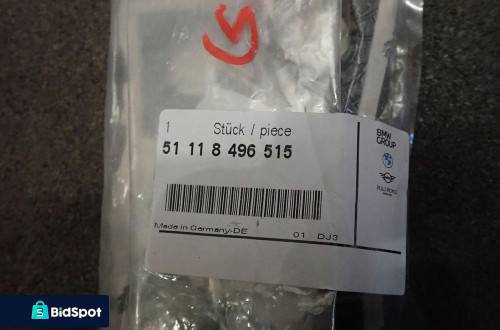 1 Stück / piece
51 11 8 496 515
BMW
GROUP
Made in Germany-DE
01 DJ3
BidSpot